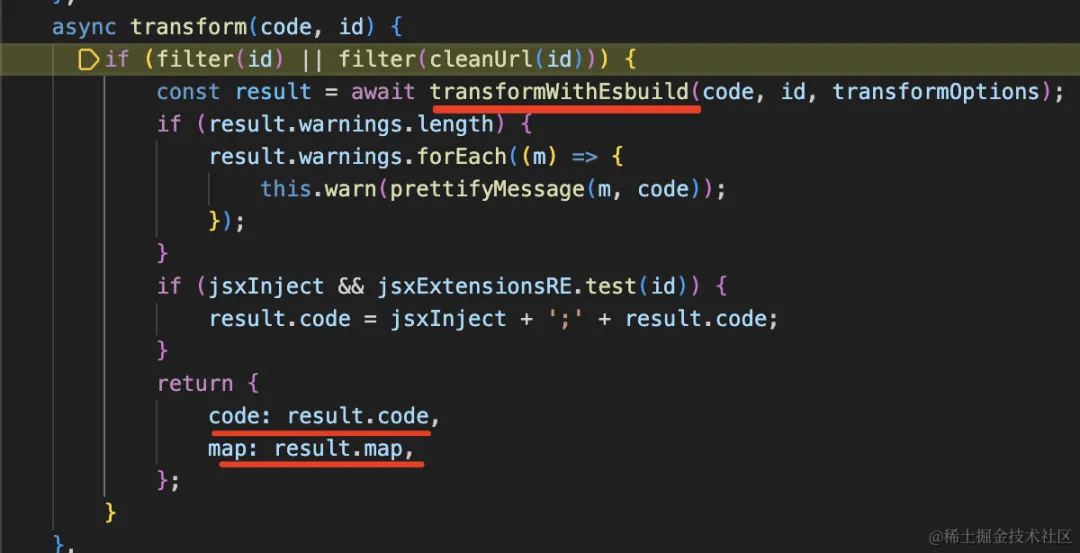 },
async transform(code, id) {
if (filter(id) || filter(cleanUrl(id))) {
const result = await transformWithEsbuild(code, id, transformOptions);
if (result.warnings.length) {
result.warnings.forEach((m) => {
this.warn(prettifyMessage(m, code));
});
}
if (jsxInject && jsxExtensionsRE.test(id)) {
result.code = jsxInject + ';' + result.code;
}
return {
code: result.code,
map: result.map,
};
}
},
@稀土掘金技术社区